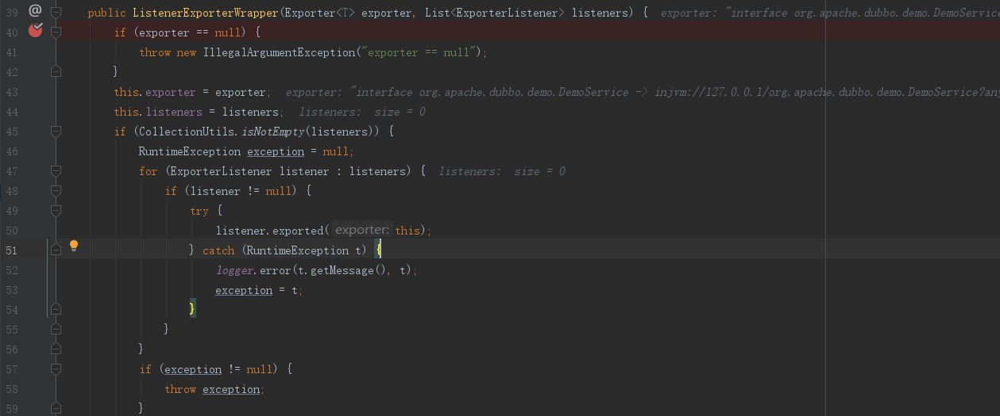 39 @ public ListenerExporterWrapper(Exporter<T> exporter, List<ExporterListener> listeners) { exporter: "interface org.apache.dubbo.demo.DemoService
40 if (exporter == null) {
41 throw new IllegalArgumentException("exporter == null");
42 }
43 this.exporter = exporter; exporter: "interface org.apache.dubbo.demo.DemoService -> injvm://127.0.0.1/org.apache.dubbo.demo.DemoService?any
44 this.listeners = listeners; listeners: size = 0
45 if (CollectionUtils.isNotEmpty(listeners)) {
46 RuntimeException exception = null;
47 for (ExporterListener listener : listeners) { listeners: size = 0
48 if (listener != null) {
49 try {
50 listener.exported( exporter: this);
51 } catch (RuntimeException t) {
52 logger.error(t.getMessage(), t);
53 exception = t;
54 }
55 }
56 }
57 if (exception != null) {
58 throw exception;
59 }